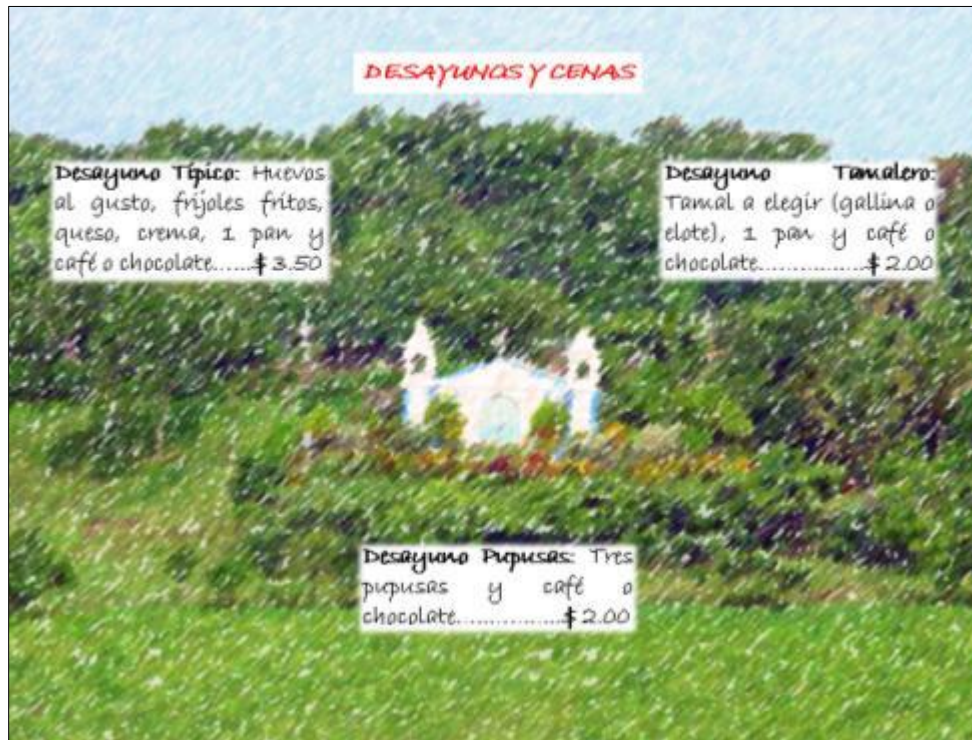 DESAYUNOS Y CENAS
Desayuno Típico: Huevos
al gusto, frijoles fritos,
queso, crema, 1 pan y
café o chocolate......$ 3.50
Desayuno Tamalero:
Tamal a elegir (gallina o
elote), 1 pan y café o
chocolate................$ 2.00
Desayuno Pupusas: Tres
pupusas y café o
chocolate................$ 2.00